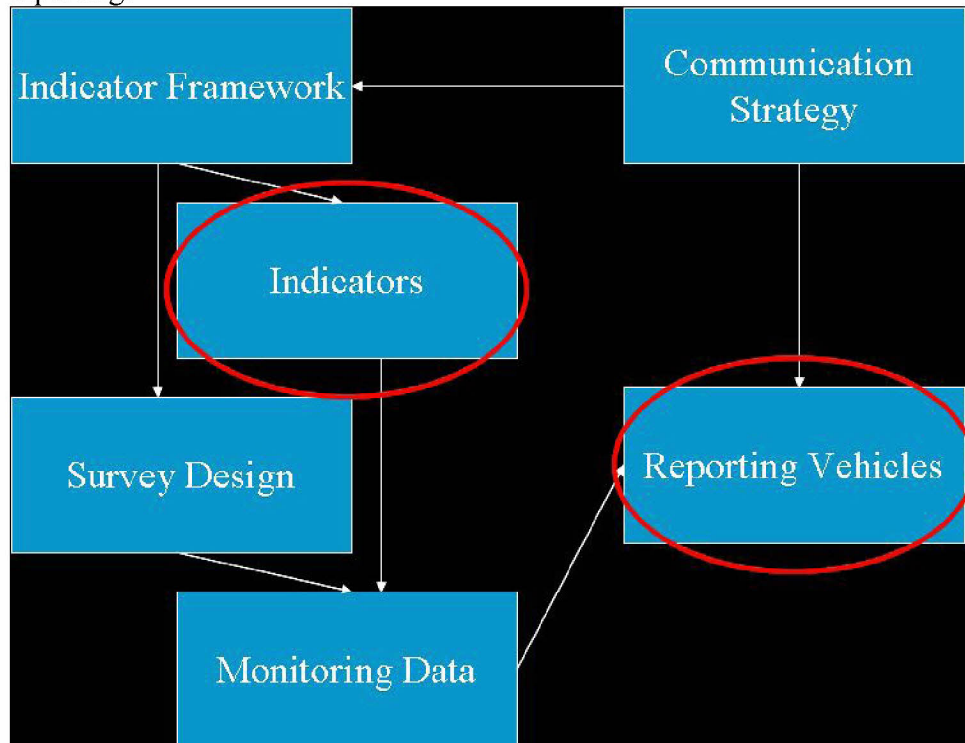 Indicator Framework
Communication
Strategy
Indicators
Survey Design
Reporting Vehicles
Monitoring Data